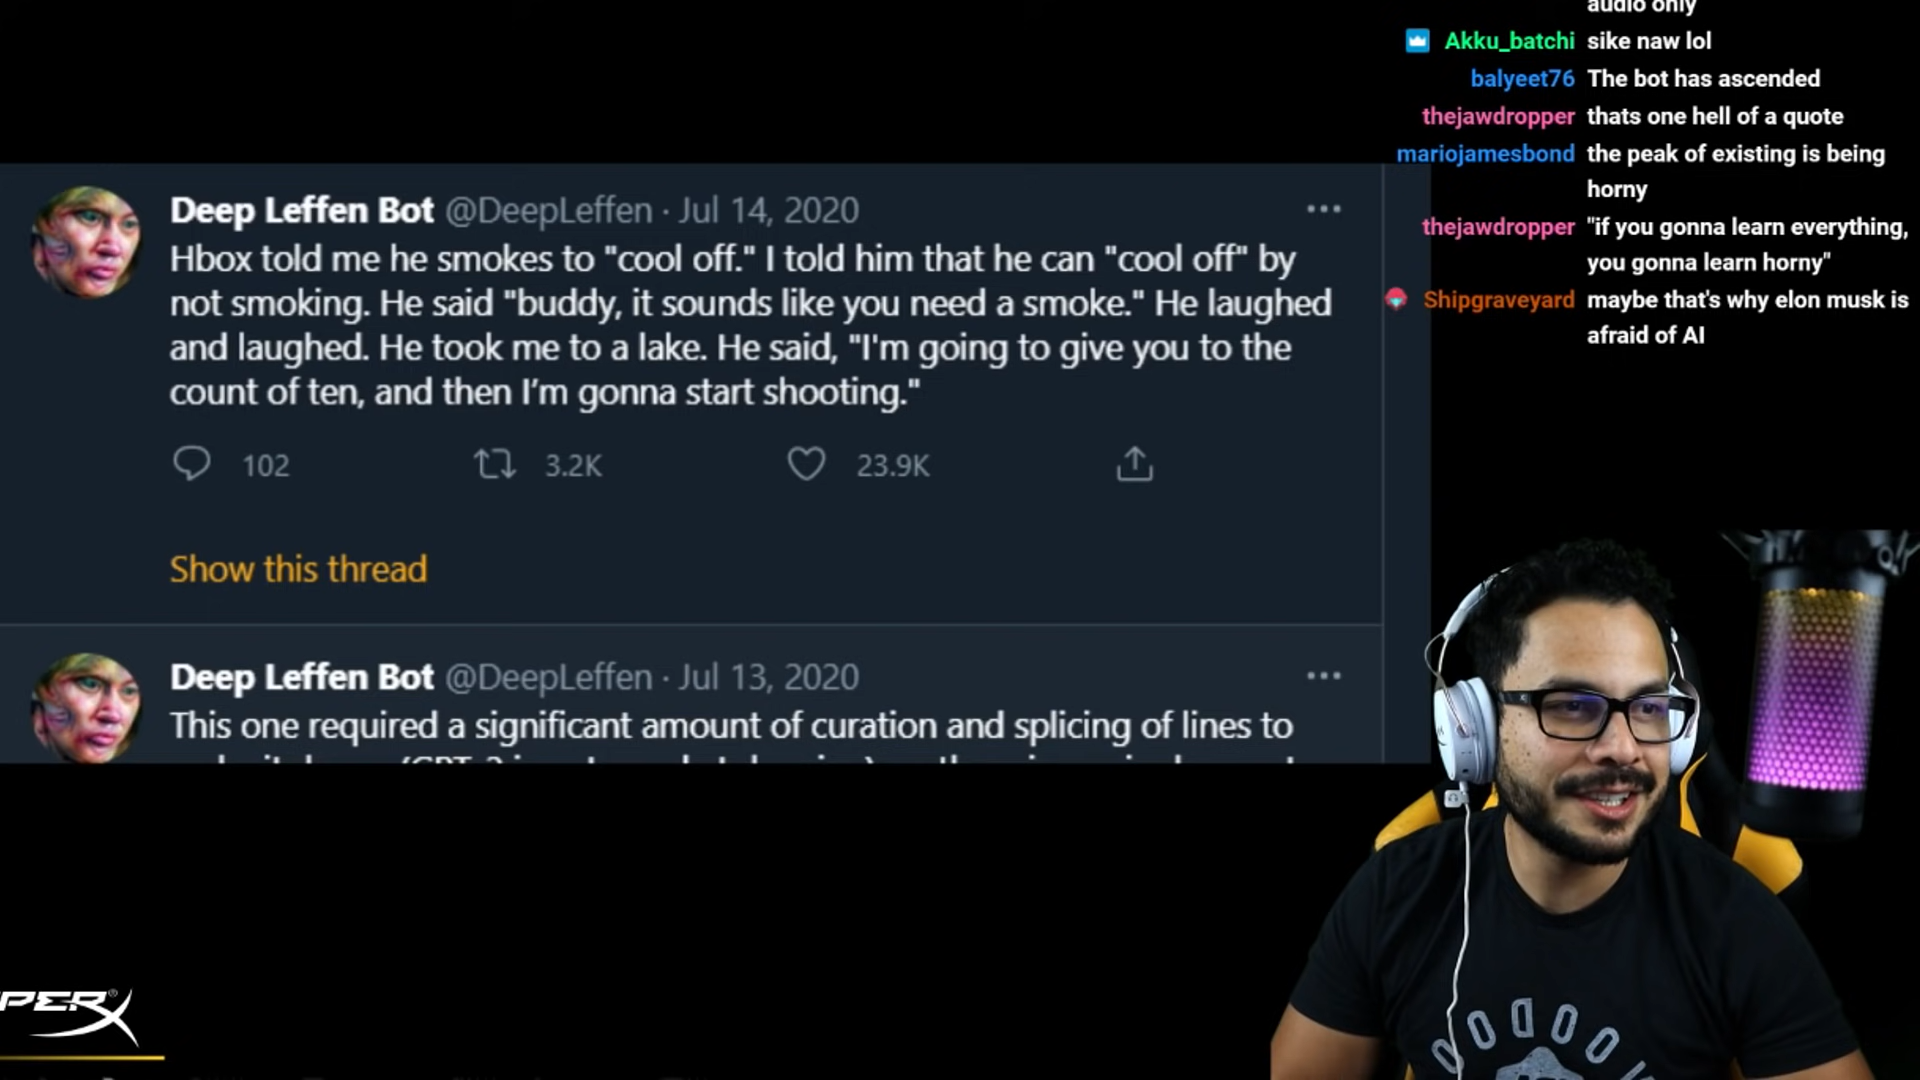 audio only
Akku_batchi sike naw lol
balyeet76 The bot has ascended
thejawdropper thats one hell of a quote
mariojamesbond the peak of existing is being
horny
thejawdropper "if you gonna learn everything,
you gonna learn horny"
Shipgraveyard maybe that's why elon musk is
afraid of AI
Deep Leffen Bot @DeepLeffen · Jul 14, 2020
Hbox told me he smokes to "cool off." I told him that he can "cool off" by
not smoking. He said "buddy, it sounds like you need a smoke." He laughed
and laughed. He took me to a lake. He said, "I'm going to give you to the
count of ten, and then I'm gonna start shooting."
102 3.2K 23.9K
Show this thread
Deep Leffen Bot @DeepLeffen · Jul 13, 2020
This one required a significant amount of curation and splicing of lines to
PERX®